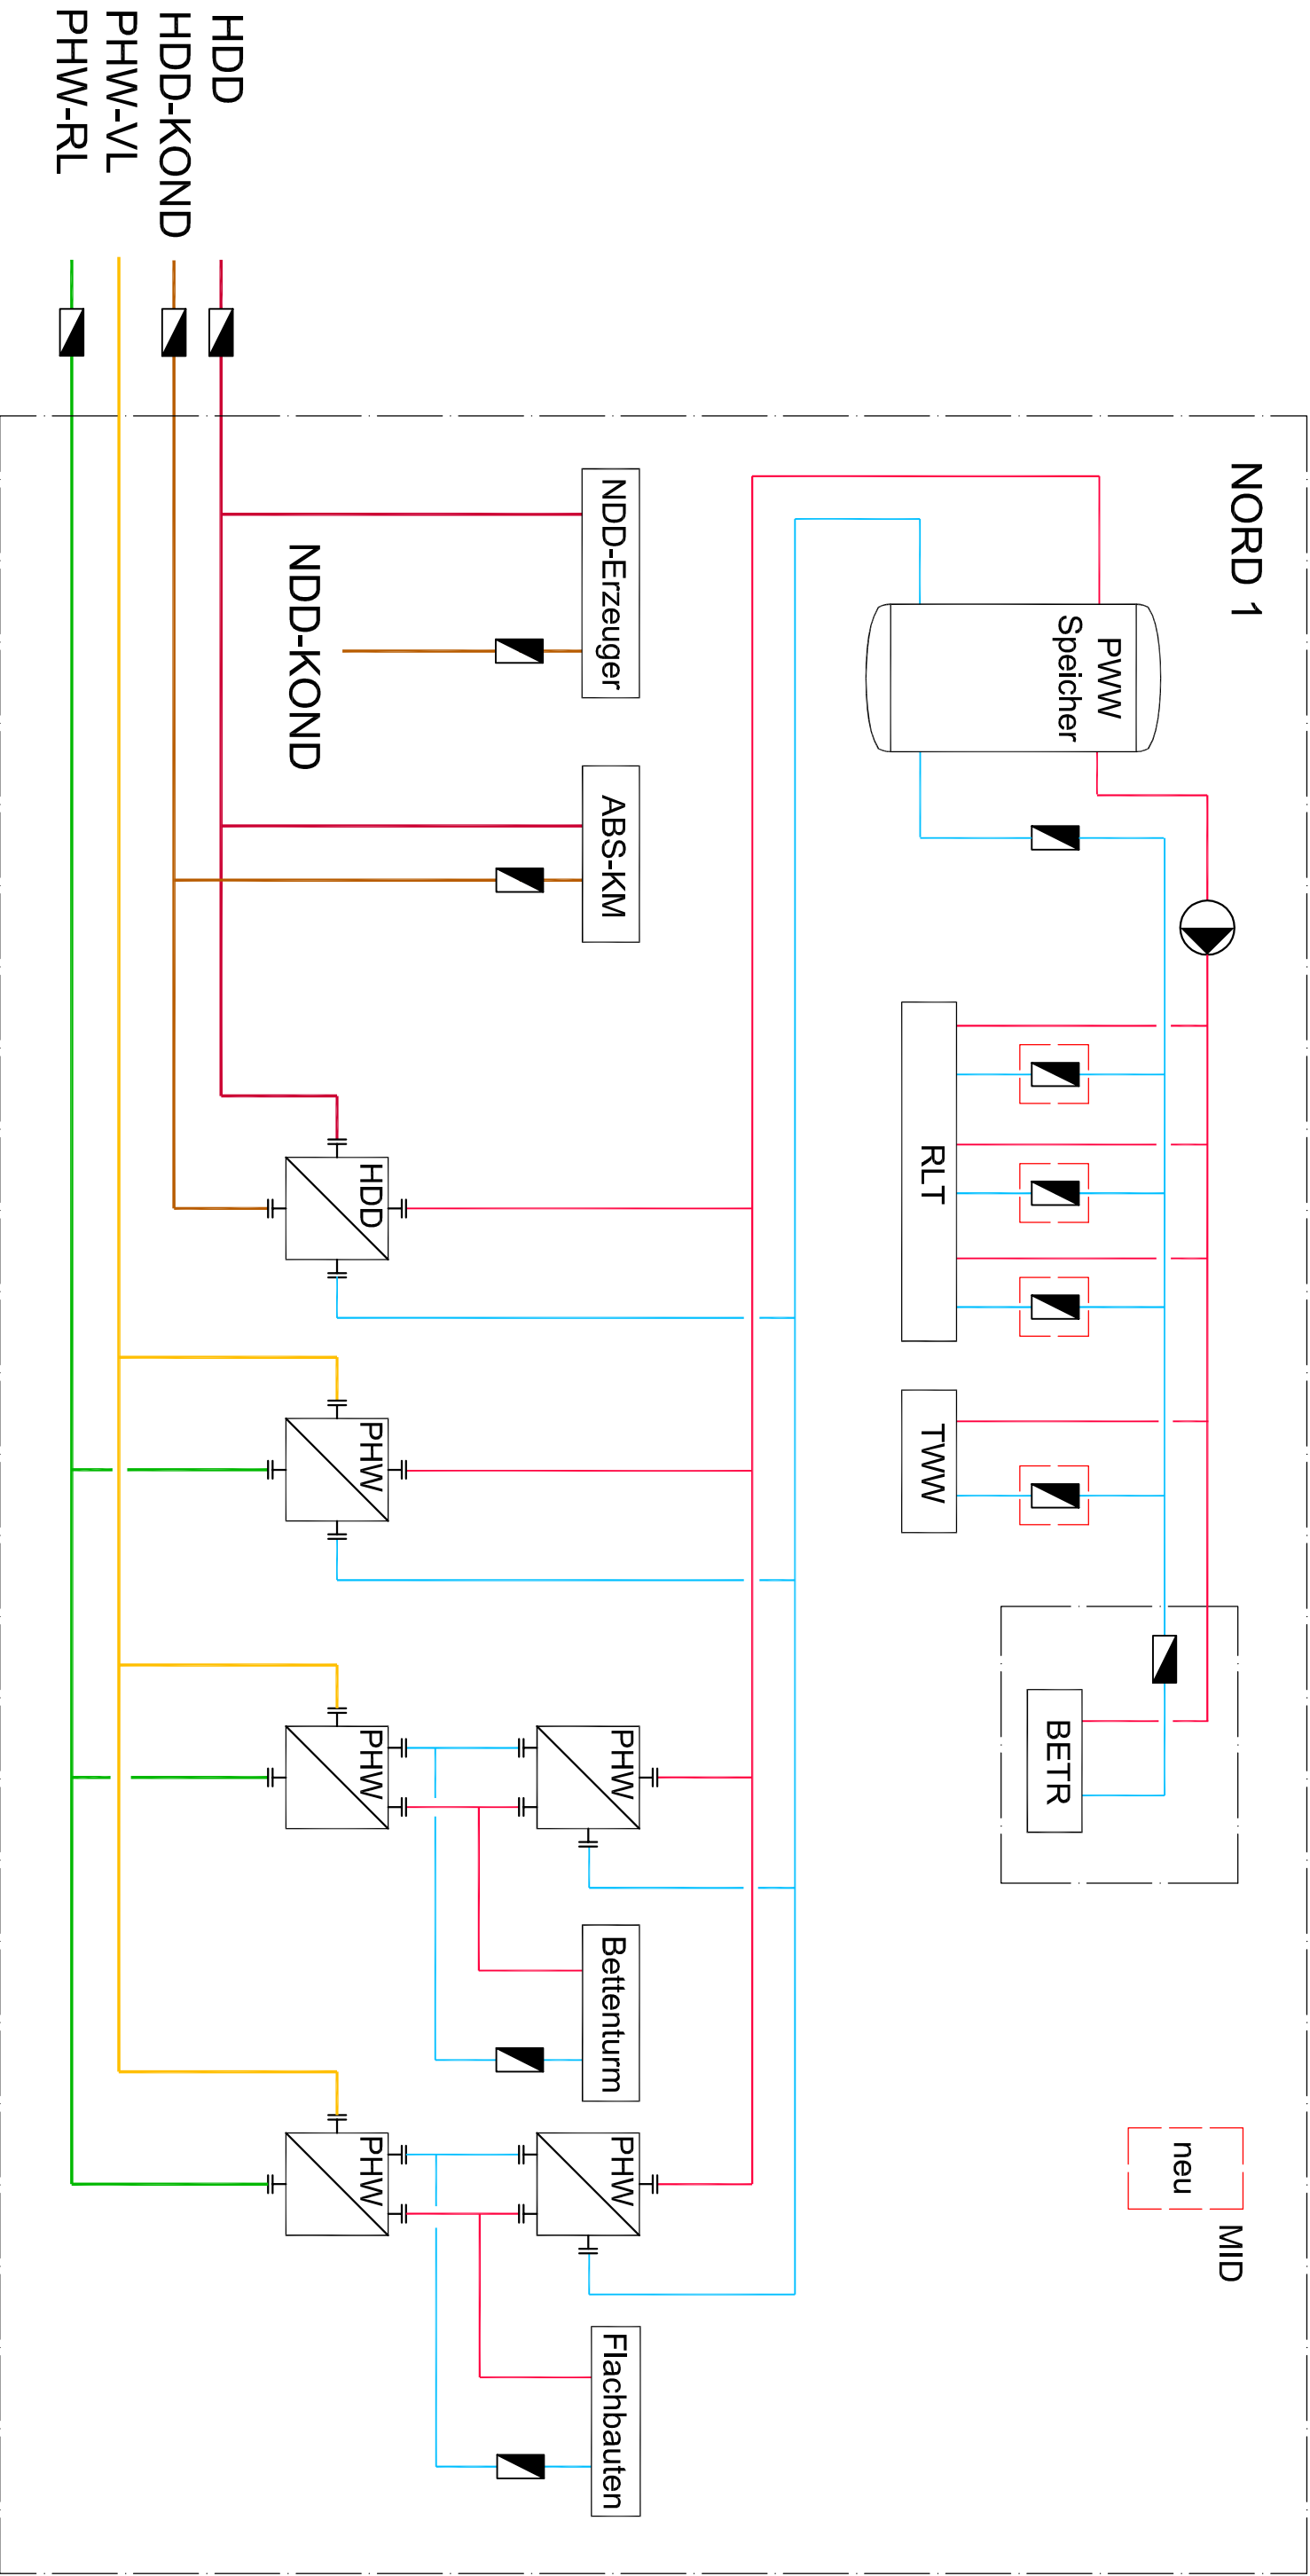 NORD 1
neu
MID
PWW
Speicher
RLT
TWW
BETR
NDD-Erzeuger
ABS-KM
PHW
Bettenturm
PHW
Flachbauten
NDD-KOND
HDD
PHW
PHW
PHW
HDD
HDD-KOND
PHW-VL
PHW-RL